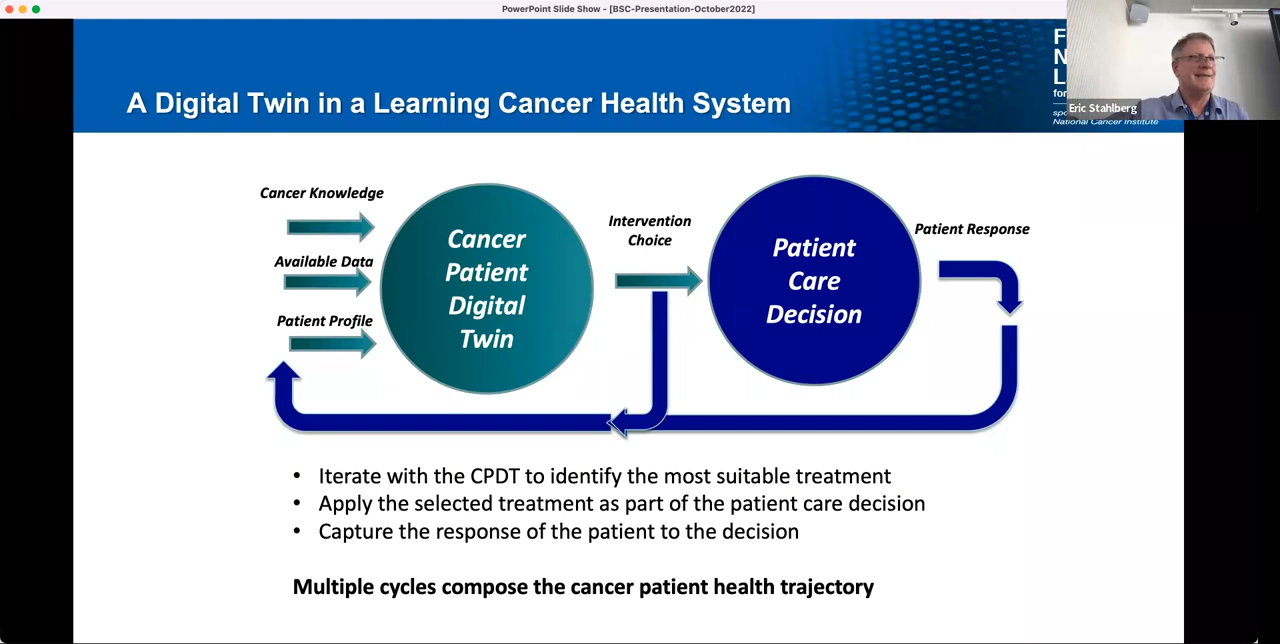 PowerPoint Slide Show - [BSC-Presentation-October2022]
A Digital Twin in a Learning Cancer Health System
F
N
L
for
spo
National Cancer Institute
Eric Stahlberg
Cancer Knowledge
Available Data
Patient Profile
Cancer
Patient
Digital
Twin
Intervention
Choice
Patient
Care
Decision
Patient Response
• Iterate with the CPDT to identify the most suitable treatment
• Apply the selected treatment as part of the patient care decision
• Capture the response of the patient to the decision
Multiple cycles compose the cancer patient health trajectory